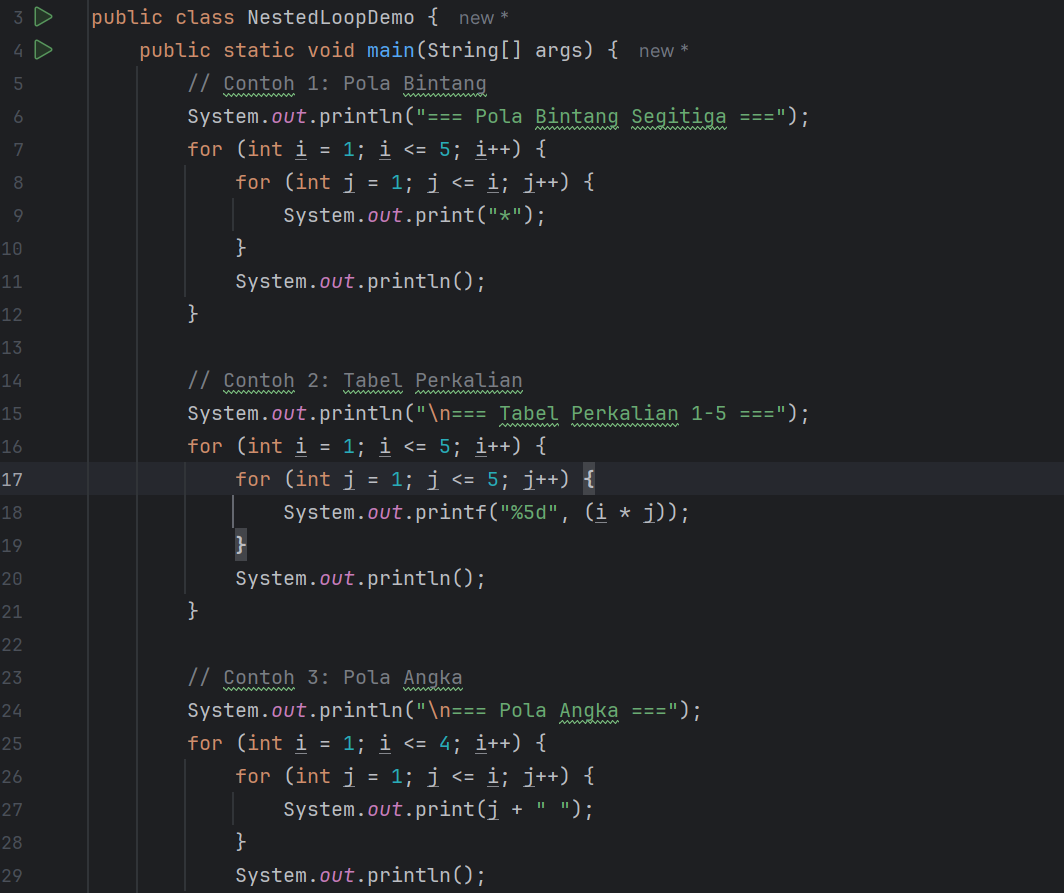 3 public class NestedLoopDemo { new *
4 public static void main(String[] args) { new *
5 // Contoh 1: Pola Bintang
6 System.out.println("=== Pola Bintang Segitiga ===");
7 for (int i = 1; i <= 5; i++) {
8 for (int j = 1; j <= i; j++) {
9 System.out.print("*");
10 }
11 System.out.println();
12 }
13
14 // Contoh 2: Tabel Perkalian
15 System.out.println("\n=== Tabel Perkalian 1-5 ===");
16 for (int i = 1; i <= 5; i++) {
17 for (int j = 1; j <= 5; j++) {
18 System.out.printf("%5d", (i * j));
19 }
20 System.out.println();
21 }
22
23 // Contoh 3: Pola Angka
24 System.out.println("\n=== Pola Angka ===");
25 for (int i = 1; i <= 4; i++) {
26 for (int j = 1; j <= i; j++) {
27 System.out.print(j + " ");
28 }
29 System.out.println();